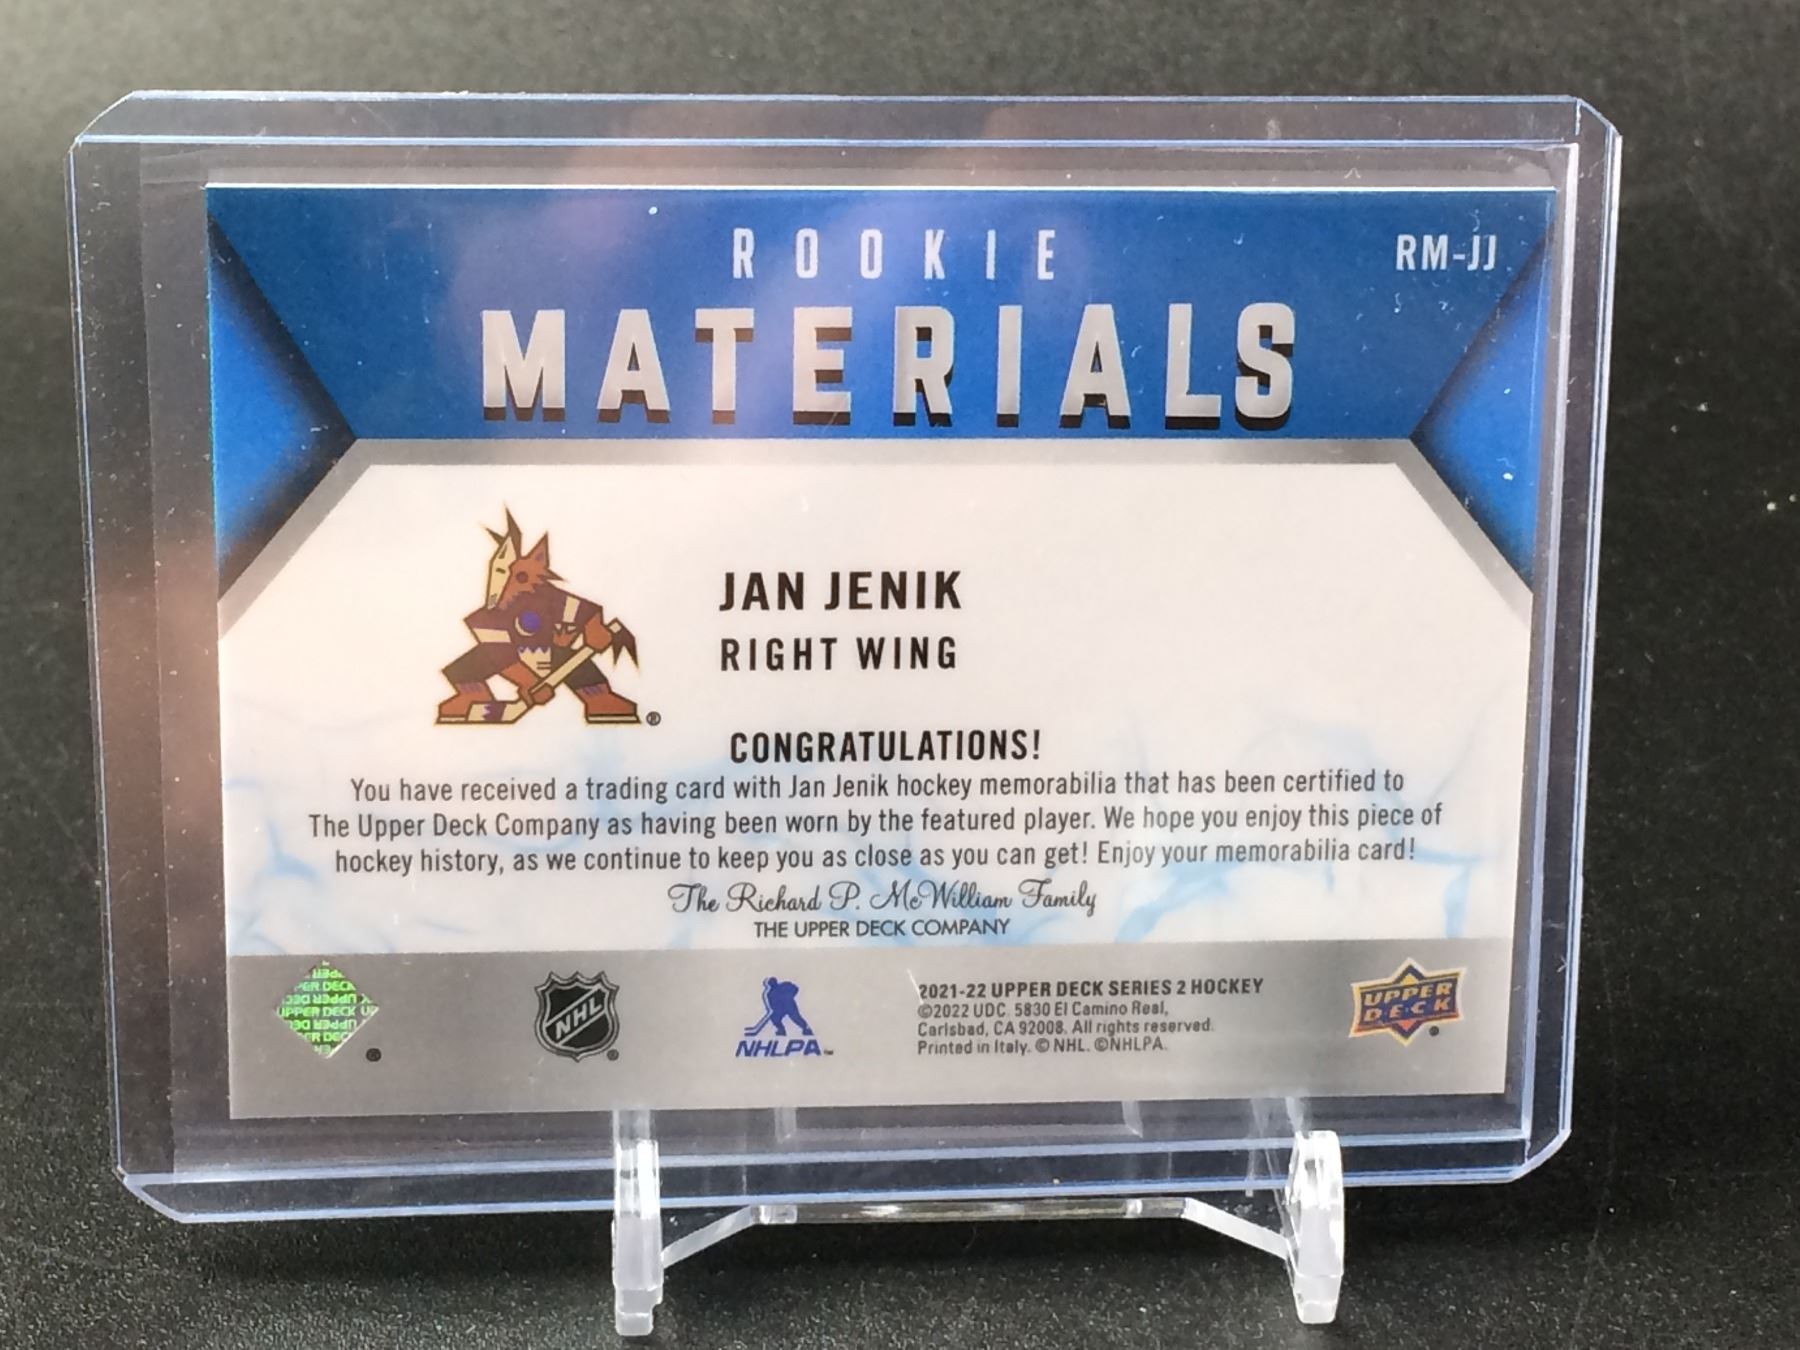 ROOKIE
RM-JJ
MATERIALS
JAN JENIK
RIGHT WING
®
CONGRATULATIONS!
You have received a trading card with Jan Jenik hockey memorabilia that has been certified to
The Upper Deck Company as having been worn by the featured player. We hope you enjoy this piece of
hockey history, as we continue to keep you as close as you can get! Enjoy your memorabilia card!
The Richard P. McWilliam Family
THE UPPER DECK COMPANY
UPPER DECK
®
NHL
®
NHLPA
2021-22 UPPER DECK SERIES 2 HOCKEY
©2022 UDC. 5830 El Camino Real,
Carlsbad, CA 92008. All rights reserved.
Printed in Italy. © NHL. ©NHLPA.
UPPER
DECK